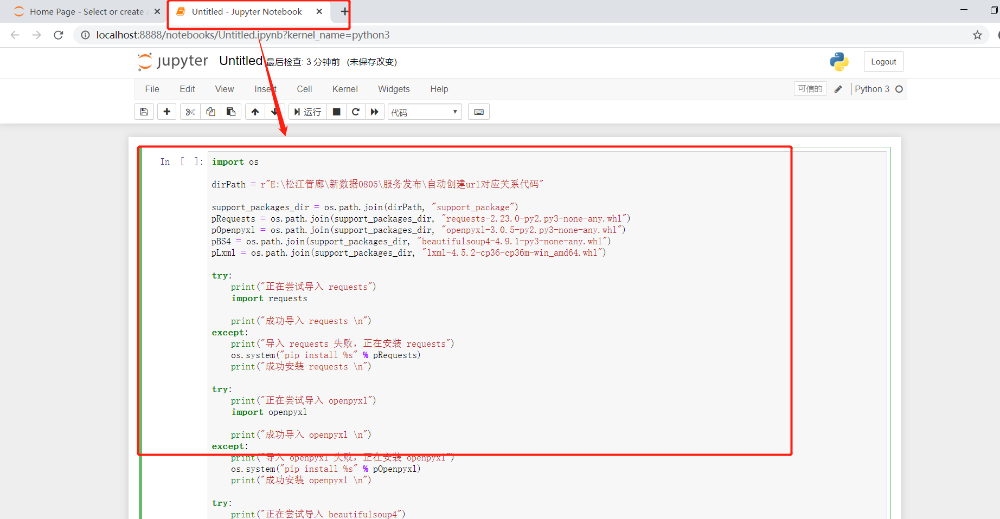 Home Page - Select or create a
Untitled - Jupyter Notebook
localhost:8888/notebooks/Untitled.ipynb?kernel_name=python3
jupyter Untitled 最后检查: 3 分钟前 (未保存改变)
Logout
File Edit View Insert Cell Kernel Widgets Help
可信的 Python 3
运行 代码
In [ ]: import os
dirPath = r"E:\松江管廊\新数据0805\服务发布\自动创建url对应关系代码"
support_packages_dir = os.path.join(dirPath, "support_package")
pRequests = os.path.join(support_packages_dir, "requests-2.23.0-py2.py3-none-any.whl")
pOpenpyxl = os.path.join(support_packages_dir, "openpyxl-3.0.5-py2.py3-none-any.whl")
pBS4 = os.path.join(support_packages_dir, "beautifulsoup4-4.9.1-py3-none-any.whl")
pLxml = os.path.join(support_packages_dir, "lxml-4.5.2-cp36-cp36m-win_amd64.whl")
try:
print("正在尝试导入 requests")
import requests
print("成功导入 requests \n")
except:
print("导入 requests 失败，正在安装 requests")
os.system("pip install %s" % pRequests)
print("成功安装 requests \n")
try:
print("正在尝试导入 openpyxl")
import openpyxl
print("成功导入 openpyxl \n")
except:
print("导入 openpyxl 失败，正在安装 openpyxl")
os.system("pip install %s" % pOpenpyxl)
print("成功安装 openpyxl \n")
try:
print("正在尝试导入 beautifulsoup4")